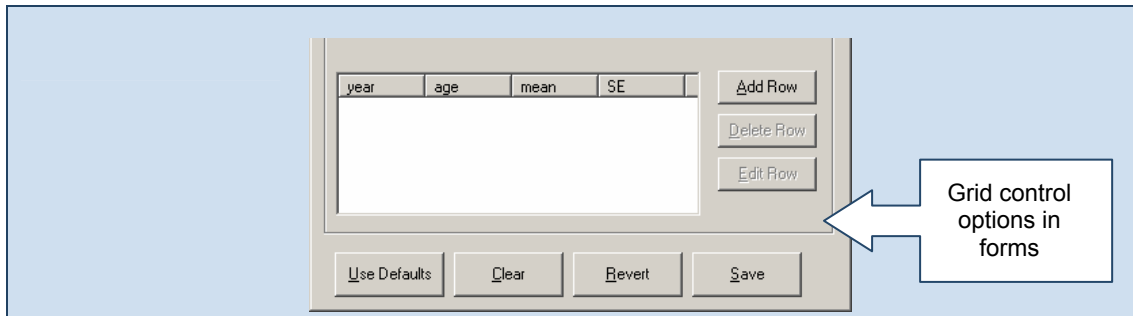 year age mean SE
Add Row
Delete Row
Edit Row
Grid control
options in
forms
Use Defaults Clear Revert Save